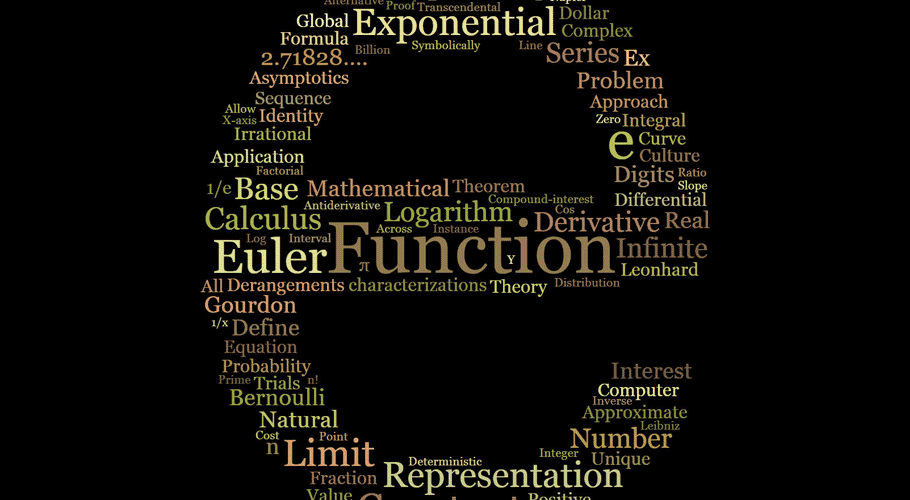 Alternative Proof Transcendental
Global Exponential Dollar
Formula Billion Symbolically Line Complex
2.71828.... Series Ex
Asymptotics Problem
Sequence Approach
Allow Identity Zero Integral
X-axis
Irrational e Curve
Application Culture
Factorial Digits Ratio
1/e Base Mathematical Theorem Slope
Antiderivative Compound-interest Differential
Calculus Logarithm Cos Derivative Real
Across Instance
Log Interval
Euler Function Infinite
π Y Leonhard
All Derangements characterizations Theory Distribution
Gourdon
1/x Define
Equation
Probability Interest
Prime Trials n! Computer
Bernoulli Inverse
Natural Approximate
Leibniz
Cost Point Number
n Limit Integer Unique
Deterministic
Fraction Representation
Value Positive